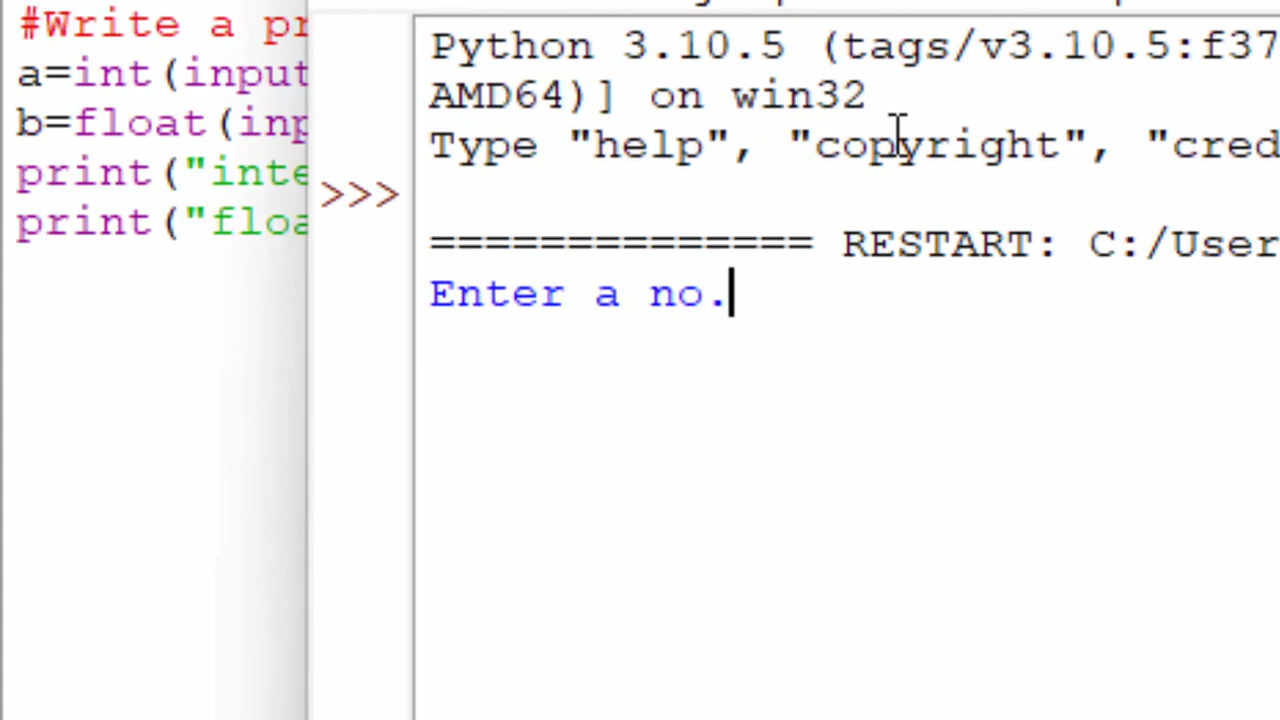 #Write a pr
a=int(input
b=float(inp
print("inte
print("floa
Python 3.10.5 (tags/v3.10.5:f37
AMD64)] on win32
Type "help", "copyright", "cred
>>>
============== RESTART: C:/User
Enter a no.